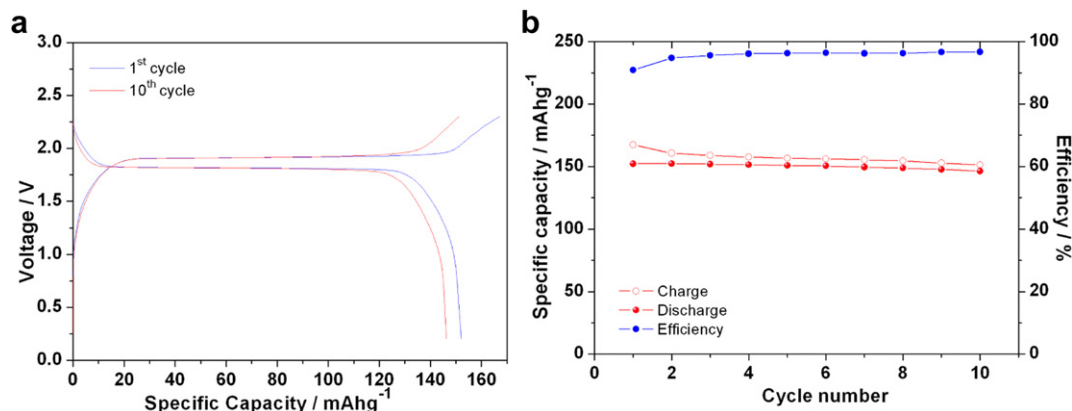 a
3.0
2.5
2.0
1.5
1.0
0.5
0.0
Voltage / V
1st cycle
10th cycle
0 20 40 60 80 100 120 140 160
Specific Capacity / mAhg-1
b
250
200
150
100
50
0
Specific capacity / mAhg-1
Charge
Discharge
Efficiency
100
80
60
40
20
0
Efficiency / %
0 2 4 6 8 10
Cycle number